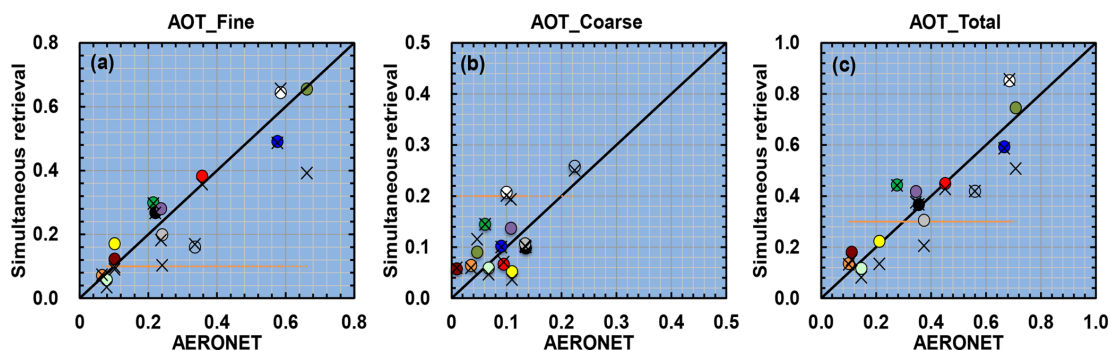 AOT_Fine
(a)
Simultaneous retrieval
0.8
0.6
0.4
0.2
0.0
0.0 0.2 0.4 0.6 0.8
AERONET
AOT_Coarse
(b)
Simultaneous retrieval
0.5
0.4
0.3
0.2
0.1
0.0
0.0 0.1 0.2 0.3 0.4 0.5
AERONET
AOT_Total
(c)
Simultaneous retrieval
1.0
0.8
0.6
0.4
0.2
0.0
0.0 0.2 0.4 0.6 0.8 1.0
AERONET